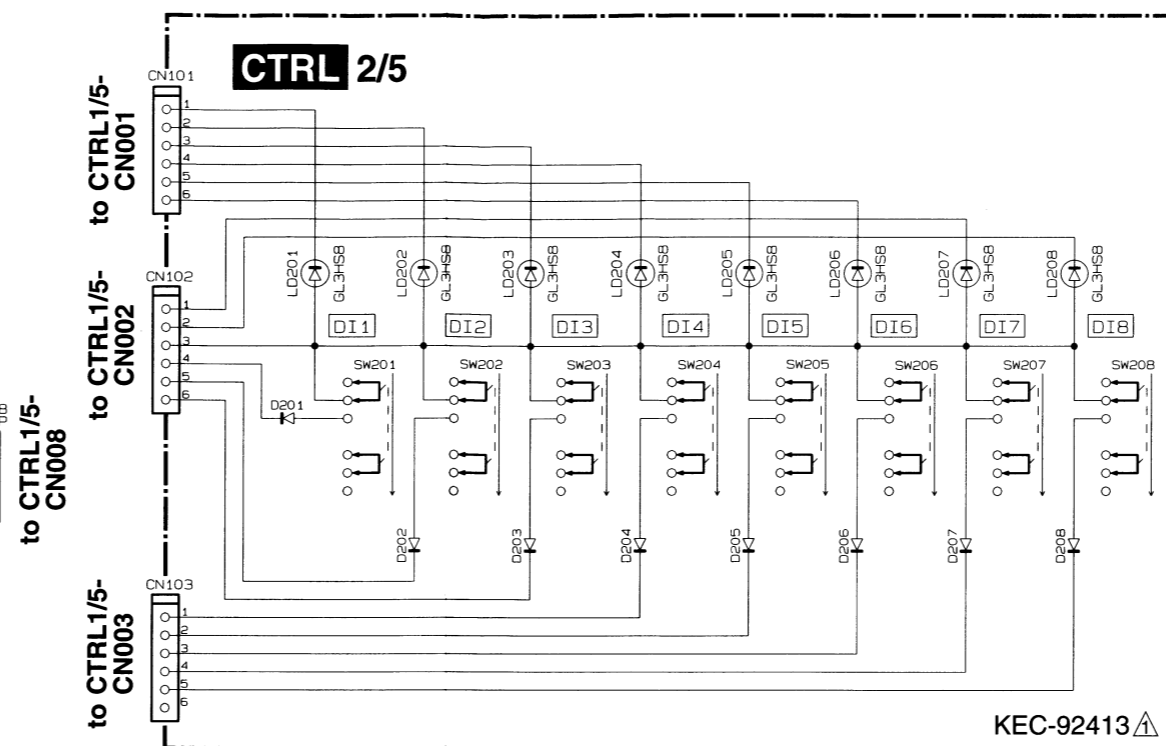 CTRL 2/5
CN101
to CTRL1/5-
CN001
1
2
3
4
5
6
LD201
GL3HS8
LD202
GL3HS8
LD203
GL3HS8
LD204
GL3HS8
LD205
GL3HS8
LD206
GL3HS8
LD207
GL3HS8
LD208
GL3HS8
CN102
to CTRL1/5-
CN002
1
2
3
4
5
6
DI1
DI2
DI3
DI4
DI5
DI6
DI7
DI8
SW201
SW202
SW203
SW204
SW205
SW206
SW207
SW208
D201
to CTRL1/5-
CN008
D202
D203
D204
D205
D206
D207
D208
CN103
to CTRL1/5-
CN003
1
2
3
4
5
6
KEC-92413 1